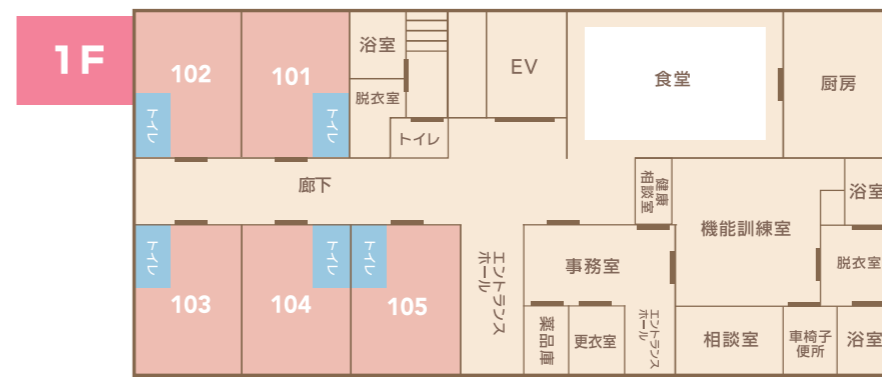 1F
102
101
浴室
脱衣室
EV
食堂
厨房
トイレ
トイレ
トイレ
廊下
健康
相談室
機能訓練室
浴室
脱衣室
トイレ
トイレ
トイレ
103
104
105
エントランス
ホール
事務室
薬品庫
更衣室
エントランス
ホール
相談室
車椅子
便所
浴室